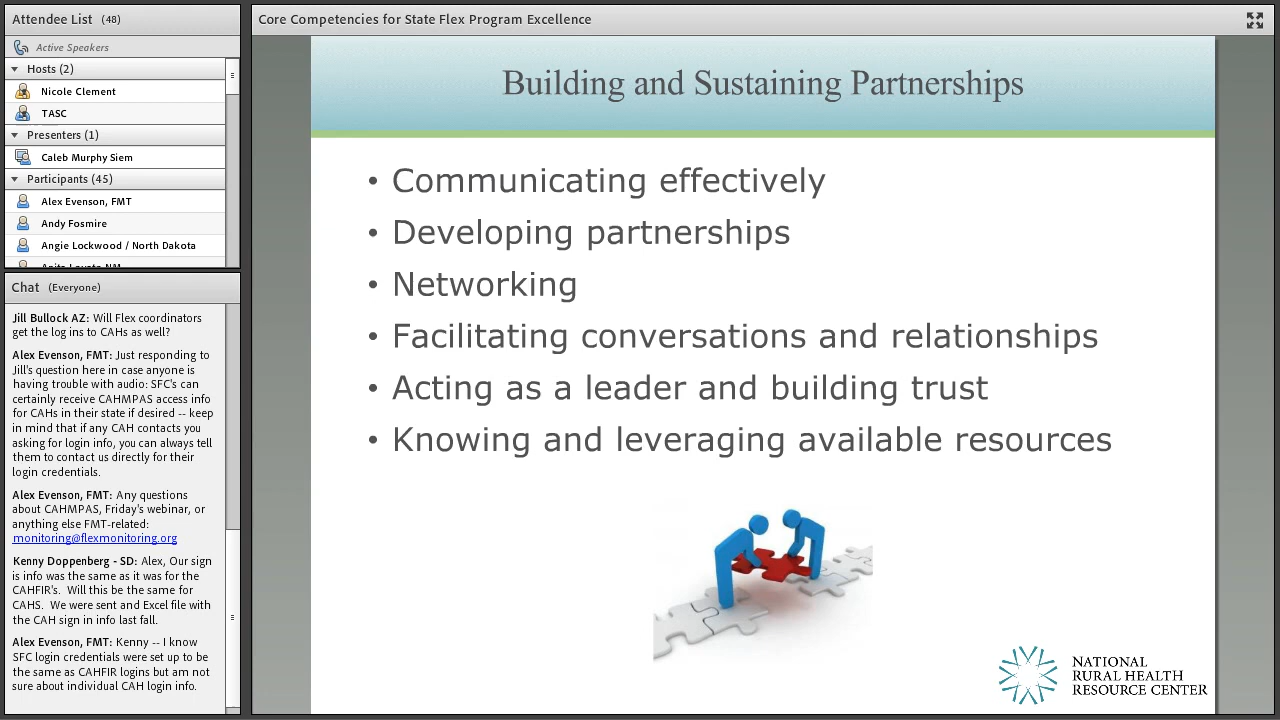 Attendee List (48)
Active Speakers
Hosts (2)
Nicole Clement
TASC
Presenters (1)
Caleb Murphy Siem
Participants (45)
Alex Evenson, FMT
Andy Fosmire
Angie Lockwood / North Dakota
Chat (Everyone)
Jill Bullock AZ: Will Flex coordinators
get the log ins to CAHs as well?
Alex Evenson, FMT: Just responding to
Jill's question here in case anyone is
having trouble with audio: SFC's can
certainly receive CAHMPAS access info
for CAHs in their state if desired -- keep
in mind that if any CAH contacts you
asking for login info, you can always tell
them to contact us directly for their
login credentials.
Alex Evenson, FMT: Any questions
about CAHMPAS, Friday's webinar, or
anything else FMT-related:
monitoring@flexmonitoring.org
Kenny Doppenberg - SD: Alex, Our sign
is info was the same as it was for the
CAHFIR's. Will this be the same for
CAHS. We were sent and Excel file with
the CAH sign in info last fall.
Alex Evenson, FMT: Kenny -- I know
SFC login credentials were set up to be
the same as CAHFIR logins but am not
sure about individual CAH login info.
Core Competencies for State Flex Program Excellence
Building and Sustaining Partnerships
• Communicating effectively
• Developing partnerships
• Networking
• Facilitating conversations and relationships
• Acting as a leader and building trust
• Knowing and leveraging available resources
NATIONAL
RURAL HEALTH
RESOURCE CENTER